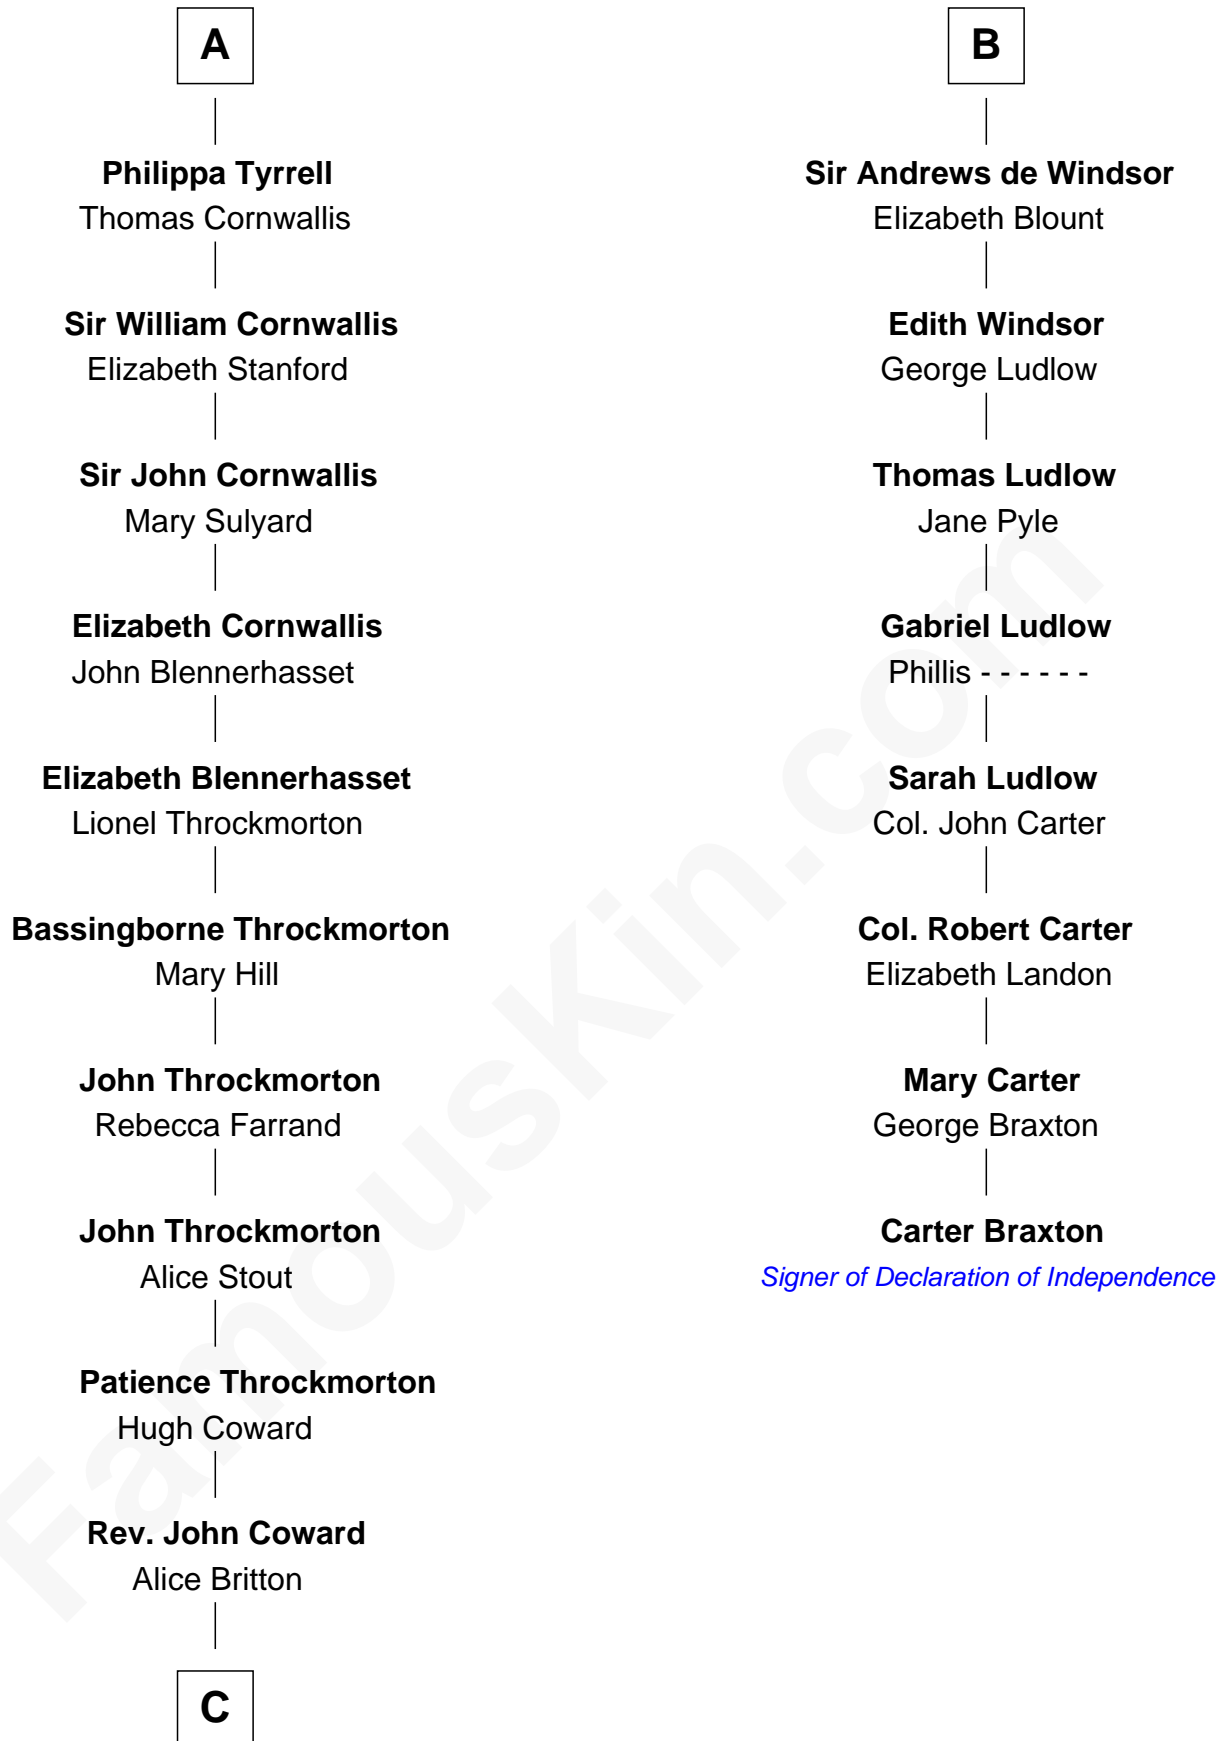 A
Philippa Tyrrell
Thomas Cornwallis
Sir William Cornwallis
Elizabeth Stanford
Sir John Cornwallis
Mary Sulyard
Elizabeth Cornwallis
John Blennerhasset
Elizabeth Blennerhasset
Lionel Throckmorton
Bassingborne Throckmorton
Mary Hill
John Throckmorton
Rebecca Farrand
John Throckmorton
Alice Stout
Patience Throckmorton
Hugh Coward
Rev. John Coward
Alice Britton
C
B
Sir Andrews de Windsor
Elizabeth Blount
Edith Windsor
George Ludlow
Thomas Ludlow
Jane Pyle
Gabriel Ludlow
Phillis - - - - - -
Sarah Ludlow
Col. John Carter
Col. Robert Carter
Elizabeth Landon
Mary Carter
George Braxton
Carter Braxton
Signer of Declaration of Independence
FamousKin.com